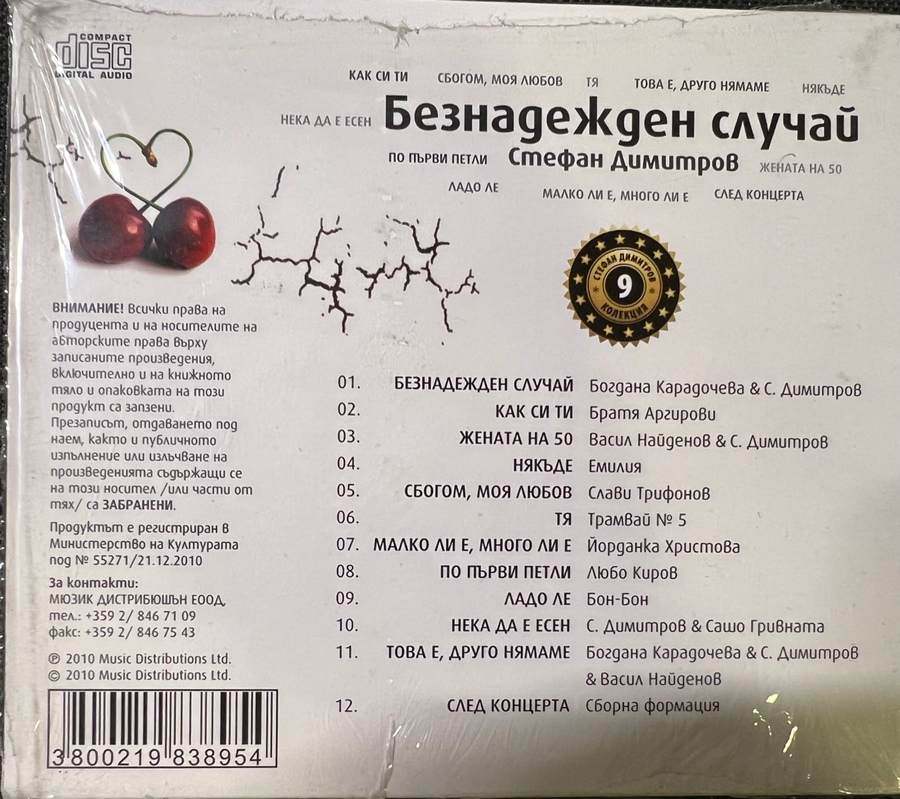 COMPACT
disc
DIGITAL AUDIO
КАК СИ ТИ СБОГОМ, МОЯ ЛЮБОВ ТЯ ТОВА Е, ДРУГО НЯМАМЕ НЯКЪДЕ
НЕКА ДА Е ЕСЕН Безнадежден случай
ПО ПЪРВИ ПЕТЛИ Стефан Димитров ЖЕНАТА НА 50
ЛАДО ЛЕ МАЛКО ЛИ Е, МНОГО ЛИ Е СЛЕД КОНЦЕРТА
СТЕФАН ДИМИТРОВ
9
КОЛЕКЦИЯ
ВНИМАНИЕ! Всички права на
продуцента и на носителите на
авторските права върху
записаните произведения,
включително и на книжното
тяло и опаковката на този
продукт са запзени.
Презаписът, отдаването под
наем, както и публичното
изпълнение или излъчване на
произведенията съдържащи се
на този носител /или части от
тях/ са ЗАБРАНЕНИ.
Продуктът е регистриран в
Министерство на Културата
под № 55271/21.12.2010
За контакти:
МЮЗИК ДИСТРИБЮШЪН ЕООД,
тел.: +359 2/ 846 71 09
факс: +359 2/ 846 75 43
℗ 2010 Music Distributions Ltd.
© 2010 Music Distributions Ltd.
3800219 838954
01. БЕЗНАДЕЖДЕН СЛУЧАЙ Богдана Карадочева & С. Димитров
02. КАК СИ ТИ Братя Аргирови
03. ЖЕНАТА НА 50 Васил Найденов & С. Димитров
04. НЯКЪДЕ Емилия
05. СБОГОМ, МОЯ ЛЮБОВ Слави Трифонов
06. ТЯ Трамвай № 5
07. МАЛКО ЛИ Е, МНОГО ЛИ Е Йорданка Христова
08. ПО ПЪРВИ ПЕТЛИ Любо Киров
09. ЛАДО ЛЕ Бон-Бон
10. НЕКА ДА Е ЕСЕН С. Димитров & Сашо Гривната
11. ТОВА Е, ДРУГО НЯМАМЕ Богдана Карадочева & С. Димитров
& Васил Найденов
12. СЛЕД КОНЦЕРТА Сборна формация